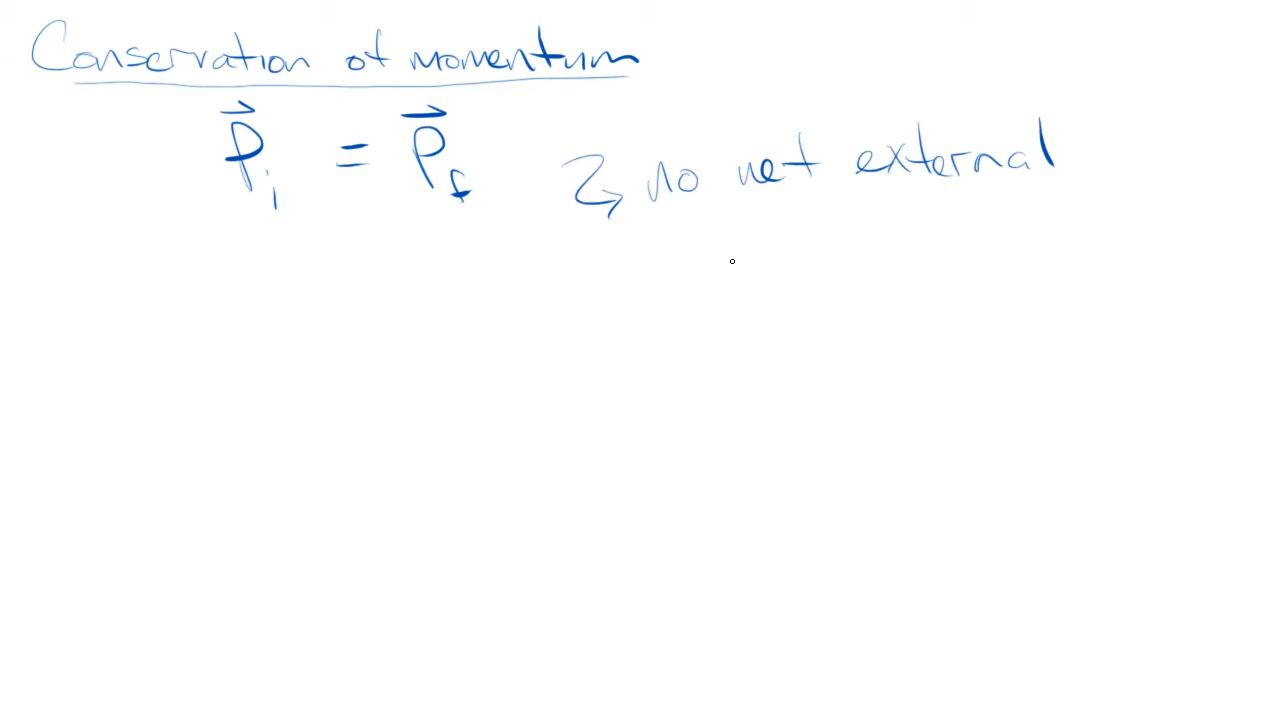 Conservation of momentum
P⃗ᵢ = P⃗f ↳ no net external